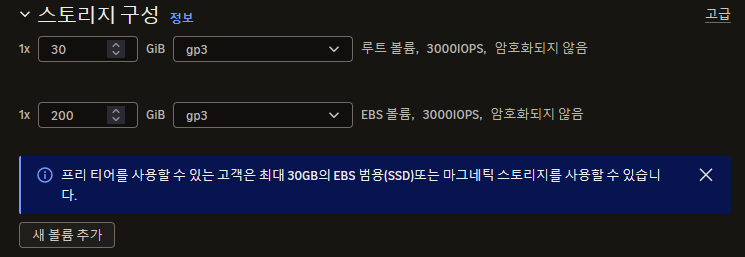 스토리지 구성 정보 고급
1x 30 GiB gp3 루트 볼륨, 3000IOPS, 암호화되지 않음
1x 200 GiB gp3 EBS 볼륨, 3000IOPS, 암호화되지 않음
프리 티어를 사용할 수 있는 고객은 최대 30GB의 EBS 범용(SSD)또는 마그네틱 스토리지를 사용할 수 있습니
다.
새 볼륨 추가